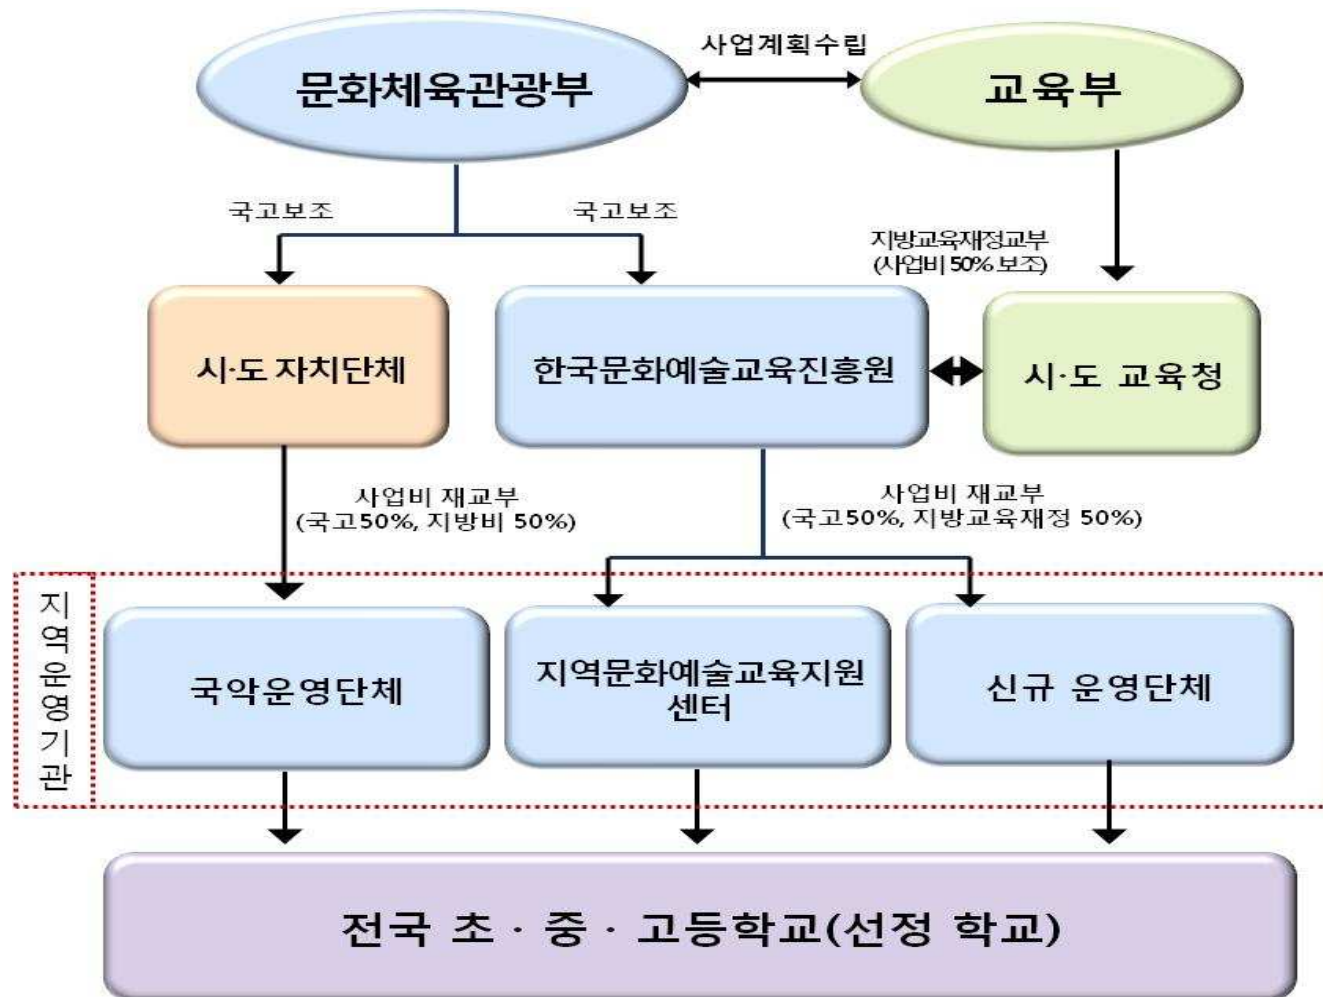 사업계획수립
문화체육관광부
교육부
국고보조
국고보조
지방교육재정교부
(사업비 50% 보조)
시·도 자치단체
한국문화예술교육진흥원
시·도 교육청
사업비 재교부
(국고50%, 지방비 50%)
사업비 재교부
(국고50%, 지방교육재정 50%)
지
역
운
영
기
관
국악운영단체
지역문화예술교육지원
센터
신규 운영단체
전국 초 · 중 · 고등학교(선정 학교)